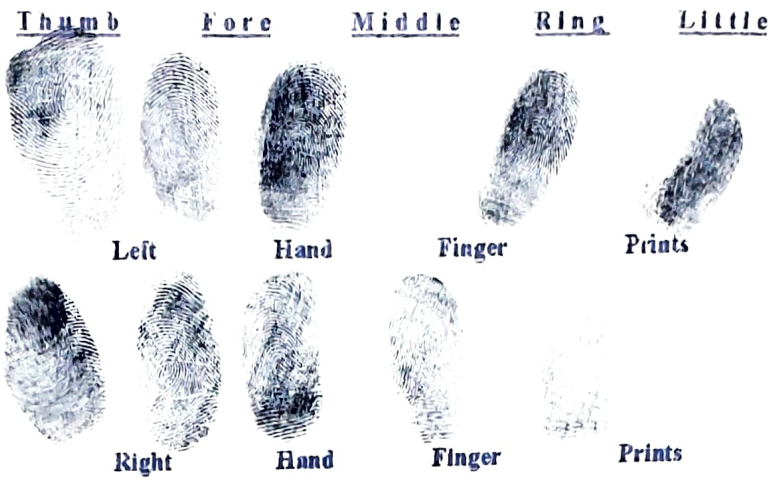 Thumb Fore Middle Ring Little
Left Hand Finger Prints
Right Hand Finger Prints